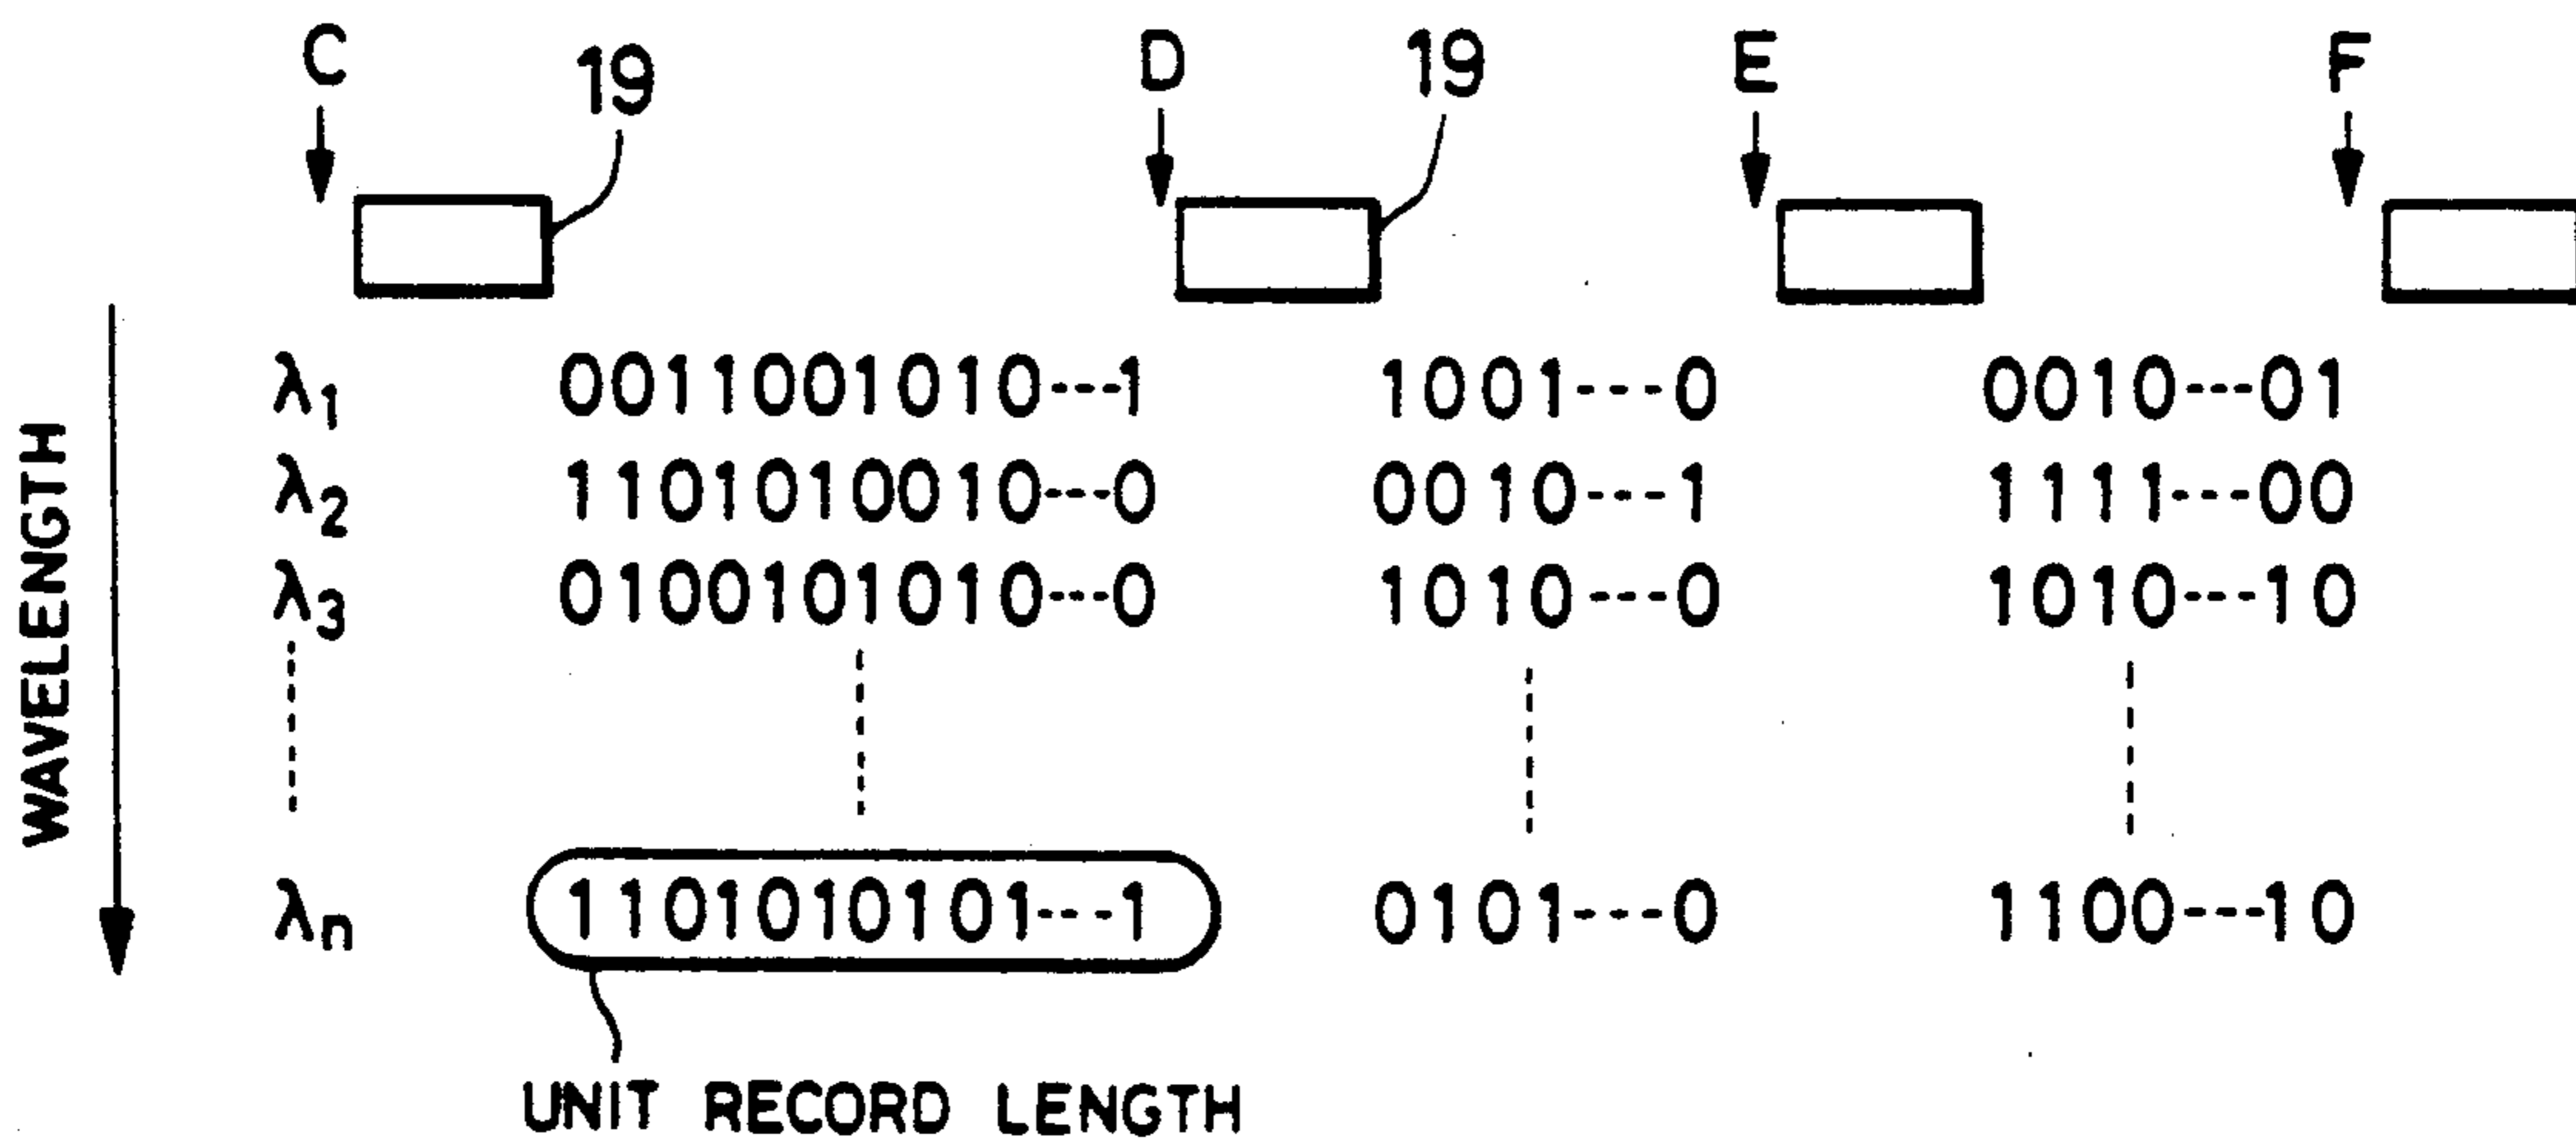 C 19 D 19 E F
WAVELENGTH
λ1 0011001010---1 1001---0 0010---01
λ2 1101010010---0 0010---1 1111---00
λ3 0100101010---0 1010---0 1010---10
λn 1101010101---1 0101---0 1100---10
UNIT RECORD LENGTH